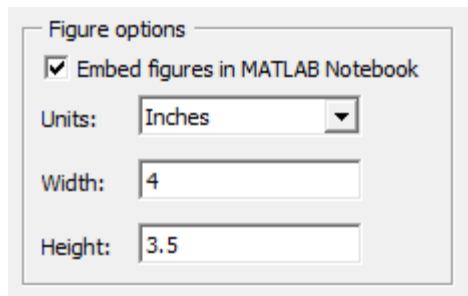 Figure options
Embed figures in MATLAB Notebook
Units: Inches
Width: 4
Height: 3.5